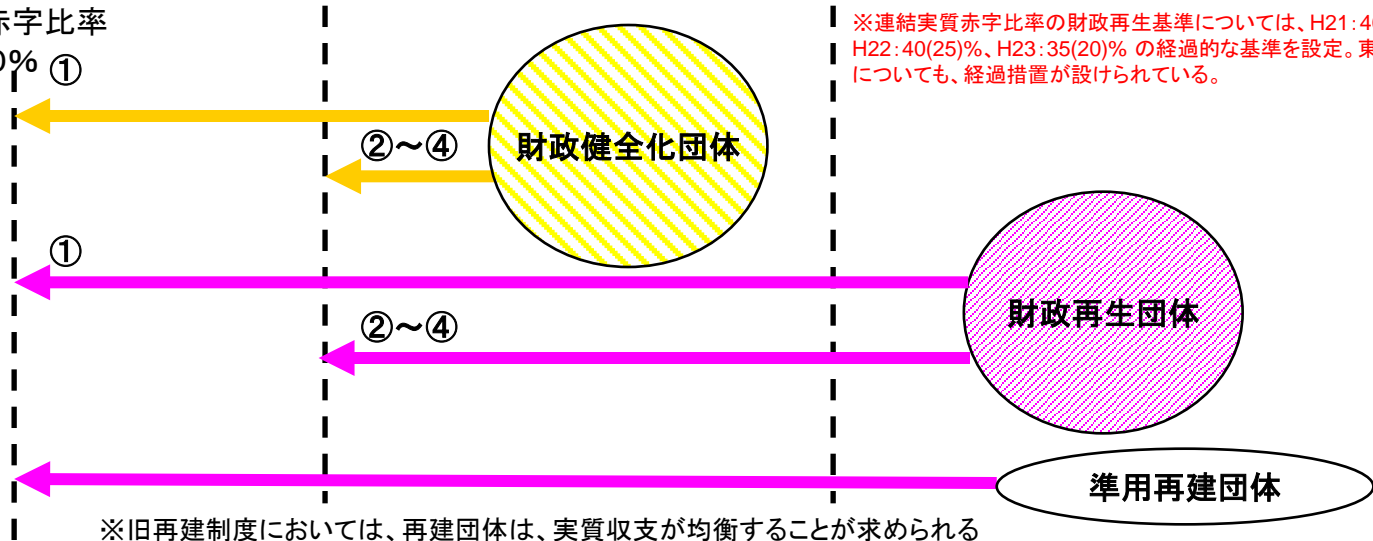 赤字比率
0%
①
※連結実質赤字比率の財政再生基準については、H21:4
H22:40(25)%、H23:35(20)% の経過的な基準を設定。東
についても、経過措置が設けられている。
②~④
財政健全化団体
①
②~④
財政再生団体
準用再建団体
※旧再建制度においては、再建団体は、実質収支が均衡することが求められる